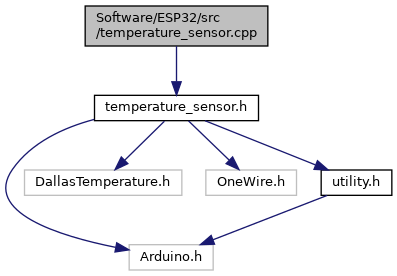 Software/ESP32/src
/temperature_sensor.cpp
temperature_sensor.h
DallasTemperature.h
OneWire.h
utility.h
Arduino.h